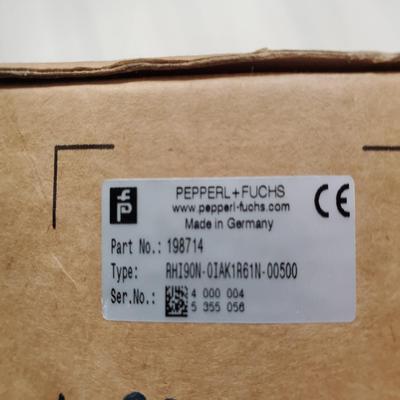 PEPPERL+FUCHS
www.pepperl-fuchs.com
Made in Germany
CE
Part No.: 198714
Type: RHI90N-0IAK1R61N-00500
Ser.No.: 4 000 004
5 355 056